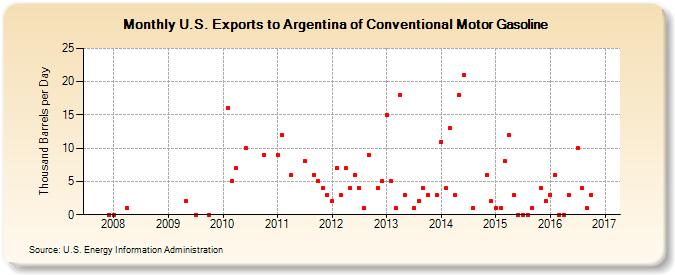 Monthly U.S. Exports to Argentina of Conventional Motor Gasoline
Thousand Barrels per Day
25
20
15
10
5
0
2008 2009 2010 2011 2012 2013 2014 2015 2016 2017
Source: U.S. Energy Information Administration